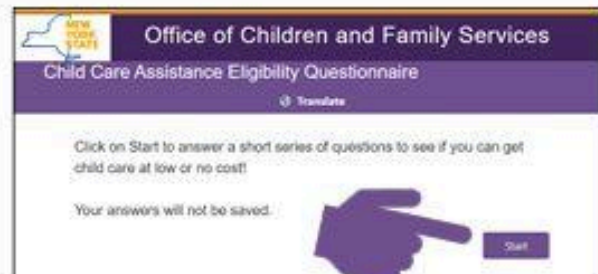 NEW
YORK
STATE
Office of Children and Family Services
Child Care Assistance Eligibility Questionnaire
Translate
Click on Start to answer a short series of questions to see if you can get
child care at low or no cost!
Your answers will not be saved.
Start